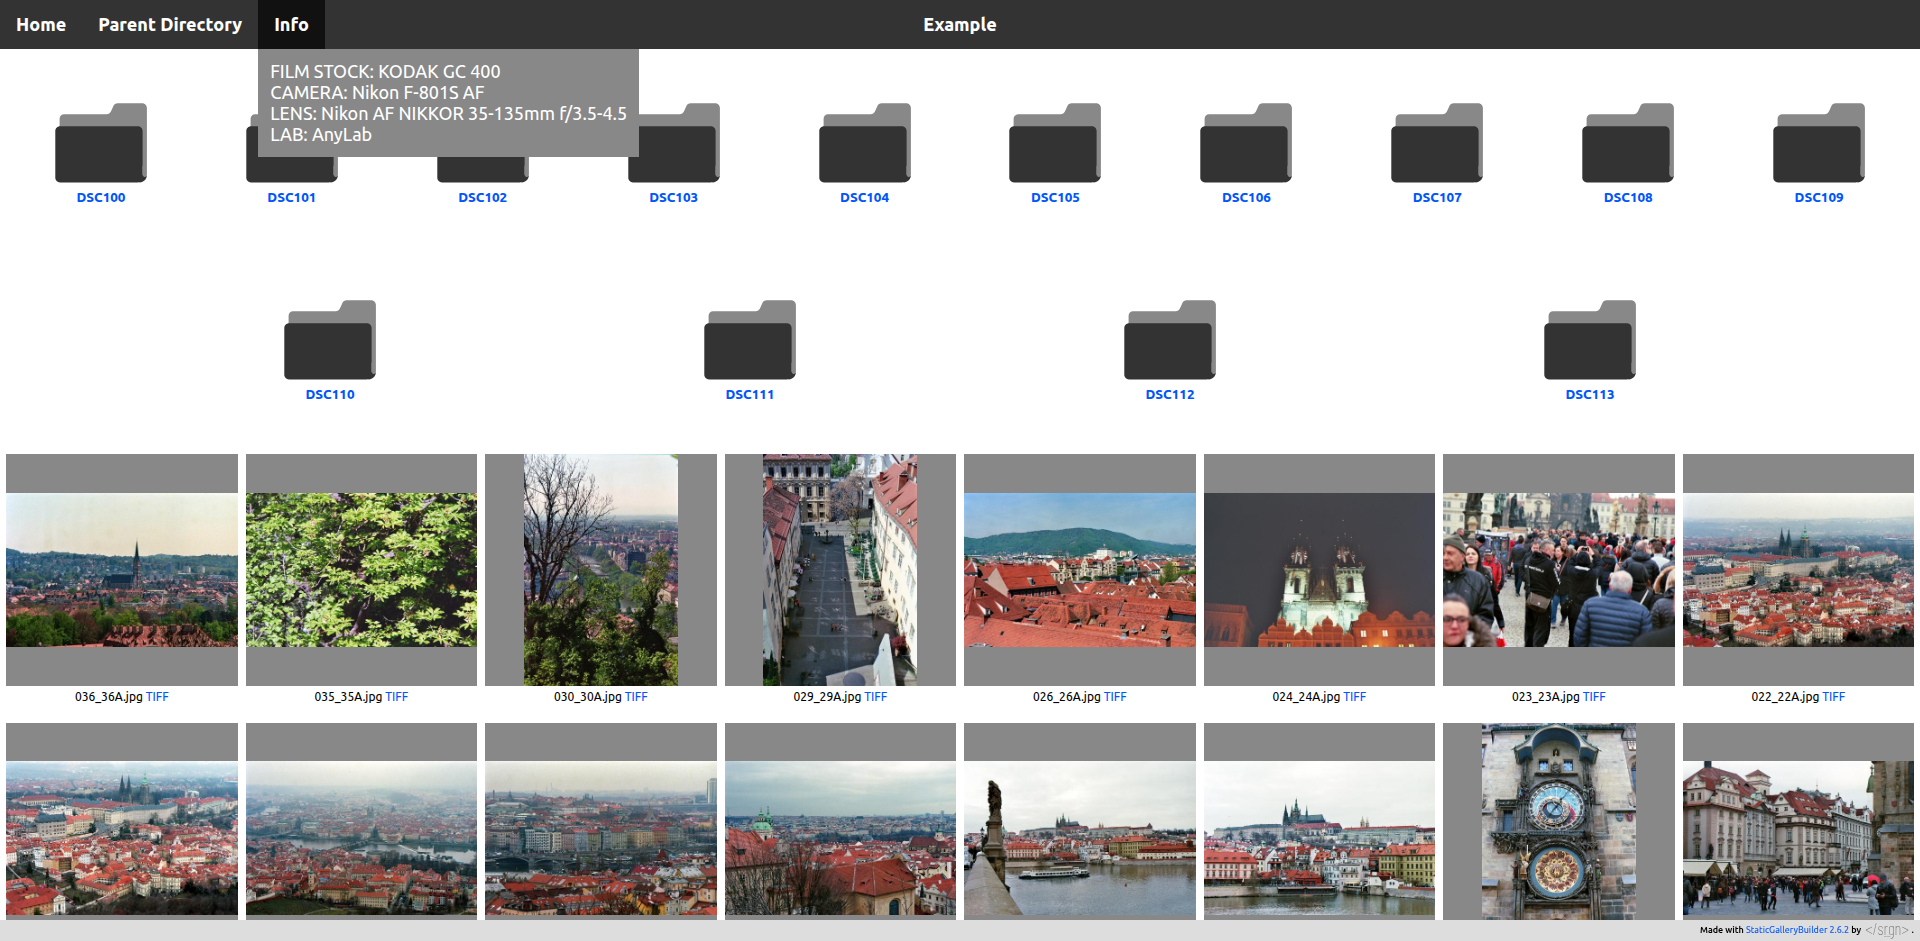 Home Parent Directory Info Example
FILM STOCK: KODAK GC 400
CAMERA: Nikon F-801S AF
LENS: Nikon AF NIKKOR 35-135mm f/3.5-4.5
LAB: AnyLab
DSC100 DSC101 DSC102 DSC103 DSC104 DSC105 DSC106 DSC107 DSC108 DSC109
DSC110 DSC111 DSC112 DSC113
036_36A.jpg TIFF 035_35A.jpg TIFF 030_30A.jpg TIFF 029_29A.jpg TIFF 026_26A.jpg TIFF 024_24A.jpg TIFF 023_23A.jpg TIFF 022_22A.jpg TIFF
Made with StaticGalleryBuilder 2.6.2 by </srgn> .